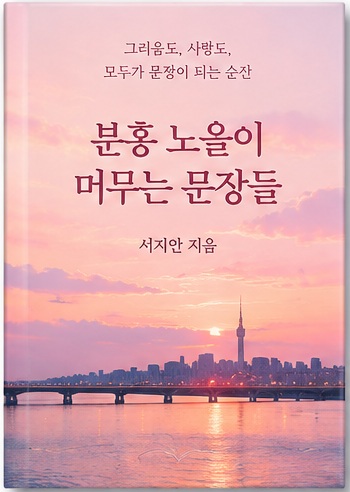 그리움도, 사랑도,
모두가 문장이 되는 순간
분홍 노을이
머무는 문장들
서지안 지음